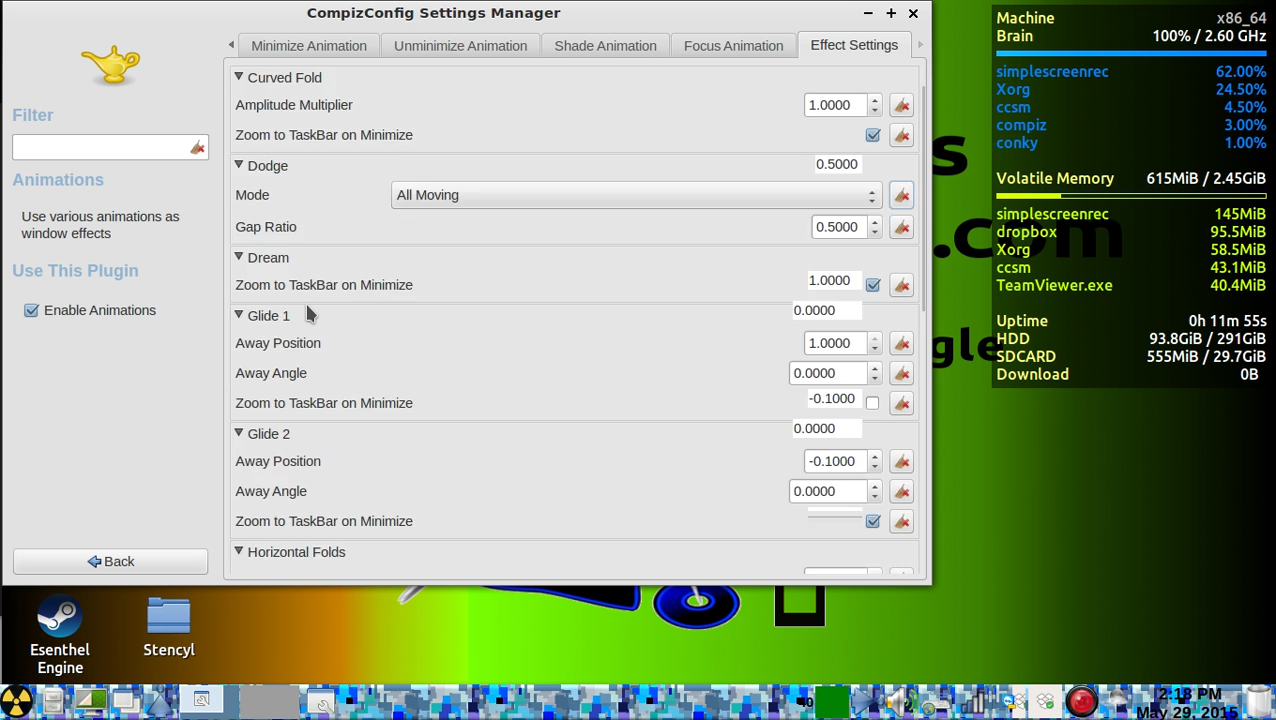 CompizConfig Settings Manager
Filter
Animations
Use various animations as
window effects
Use This Plugin
Enable Animations
Back
Minimize Animation
Unminimize Animation
Shade Animation
Focus Animation
Effect Settings
Curved Fold
Amplitude Multiplier 1.0000
Zoom to TaskBar on Minimize
Dodge 0.5000
Mode All Moving
Gap Ratio 0.5000
Dream
Zoom to TaskBar on Minimize 1.0000
Glide 1 0.0000
Away Position 1.0000
Away Angle 0.0000
Zoom to TaskBar on Minimize -0.1000
Glide 2 0.0000
Away Position -0.1000
Away Angle 0.0000
Zoom to TaskBar on Minimize
Horizontal Folds
Machine x86_64
Brain 100% / 2.60 GHz
simplescreenrec 62.00%
Xorg 24.50%
ccsm 4.50%
compiz 3.00%
conky 1.00%
Volatile Memory 615MiB / 2.45GiB
simplescreenrec 145MiB
dropbox 95.5MiB
Xorg 58.5MiB
ccsm 43.1MiB
TeamViewer.exe 40.4MiB
Uptime 0h 11m 55s
HDD 93.8GiB / 291GiB
SDCARD 555MiB / 29.7GiB
Download 0B
s
.com
gle
Esenthel
Engine
Stencyl
2:18 PM
May 29, 2015